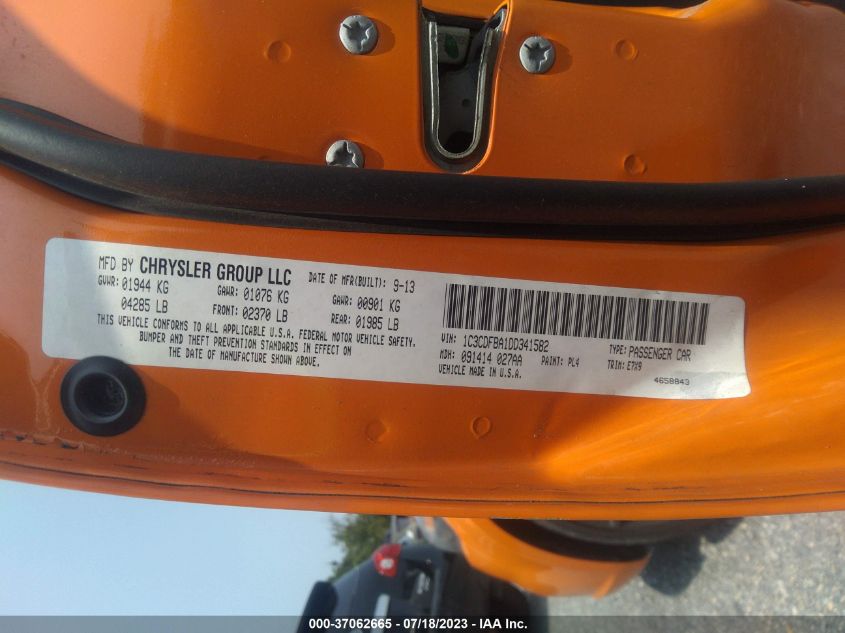 MFD BY CHRYSLER GROUP LLC DATE OF MFR(BUILT): 9-13
GVWR: 01944 KG GAWR: 01076 KG GAWR: 00901 KG
04285 LB FRONT: 02370 LB REAR: 01985 LB
THIS VEHICLE CONFORMS TO ALL APPLICABLE U.S.A. FEDERAL MOTOR VEHICLE SAFETY.
BUMPER AND THEFT PREVENTION STANDARDS IN EFFECT ON
THE DATE OF MANUFACTURE SHOWN ABOVE.
VIN: 1C3CDFBA1DD341582 TYPE: PASSENGER CAR
MDH: 091414 027AA PAINT: PL4 TRIM: E7X9
VEHICLE MADE IN U.S.A. 4658843
000-37062665 - 07/18/2023 - IAA Inc.